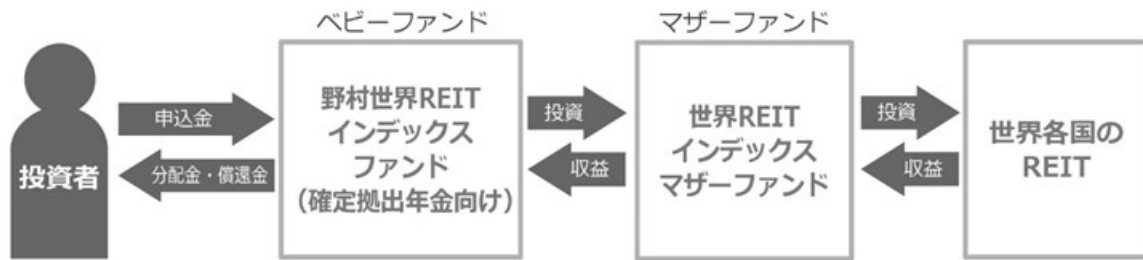 ベビーファンド
マザーファンド
投資者
申込金
分配金・償還金
野村世界REIT
インデックス
ファンド
（確定拠出年金向け）
投資
収益
世界REIT
インデックス
マザーファンド
投資
収益
世界各国の
REIT